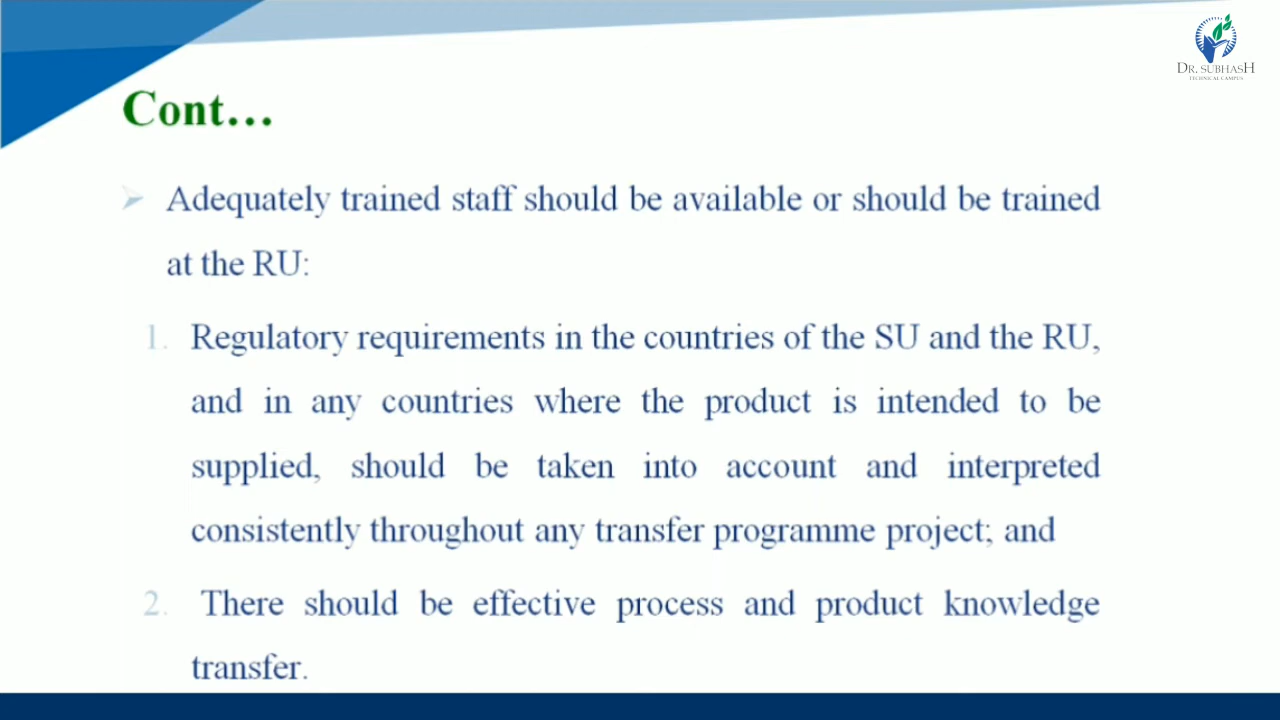 DR. SUBHASH
TECHNICAL CAMPUS
Cont...
Adequately trained staff should be available or should be trained
at the RU:
1. Regulatory requirements in the countries of the SU and the RU,
and in any countries where the product is intended to be
supplied, should be taken into account and interpreted
consistently throughout any transfer programme project; and
2. There should be effective process and product knowledge
transfer.